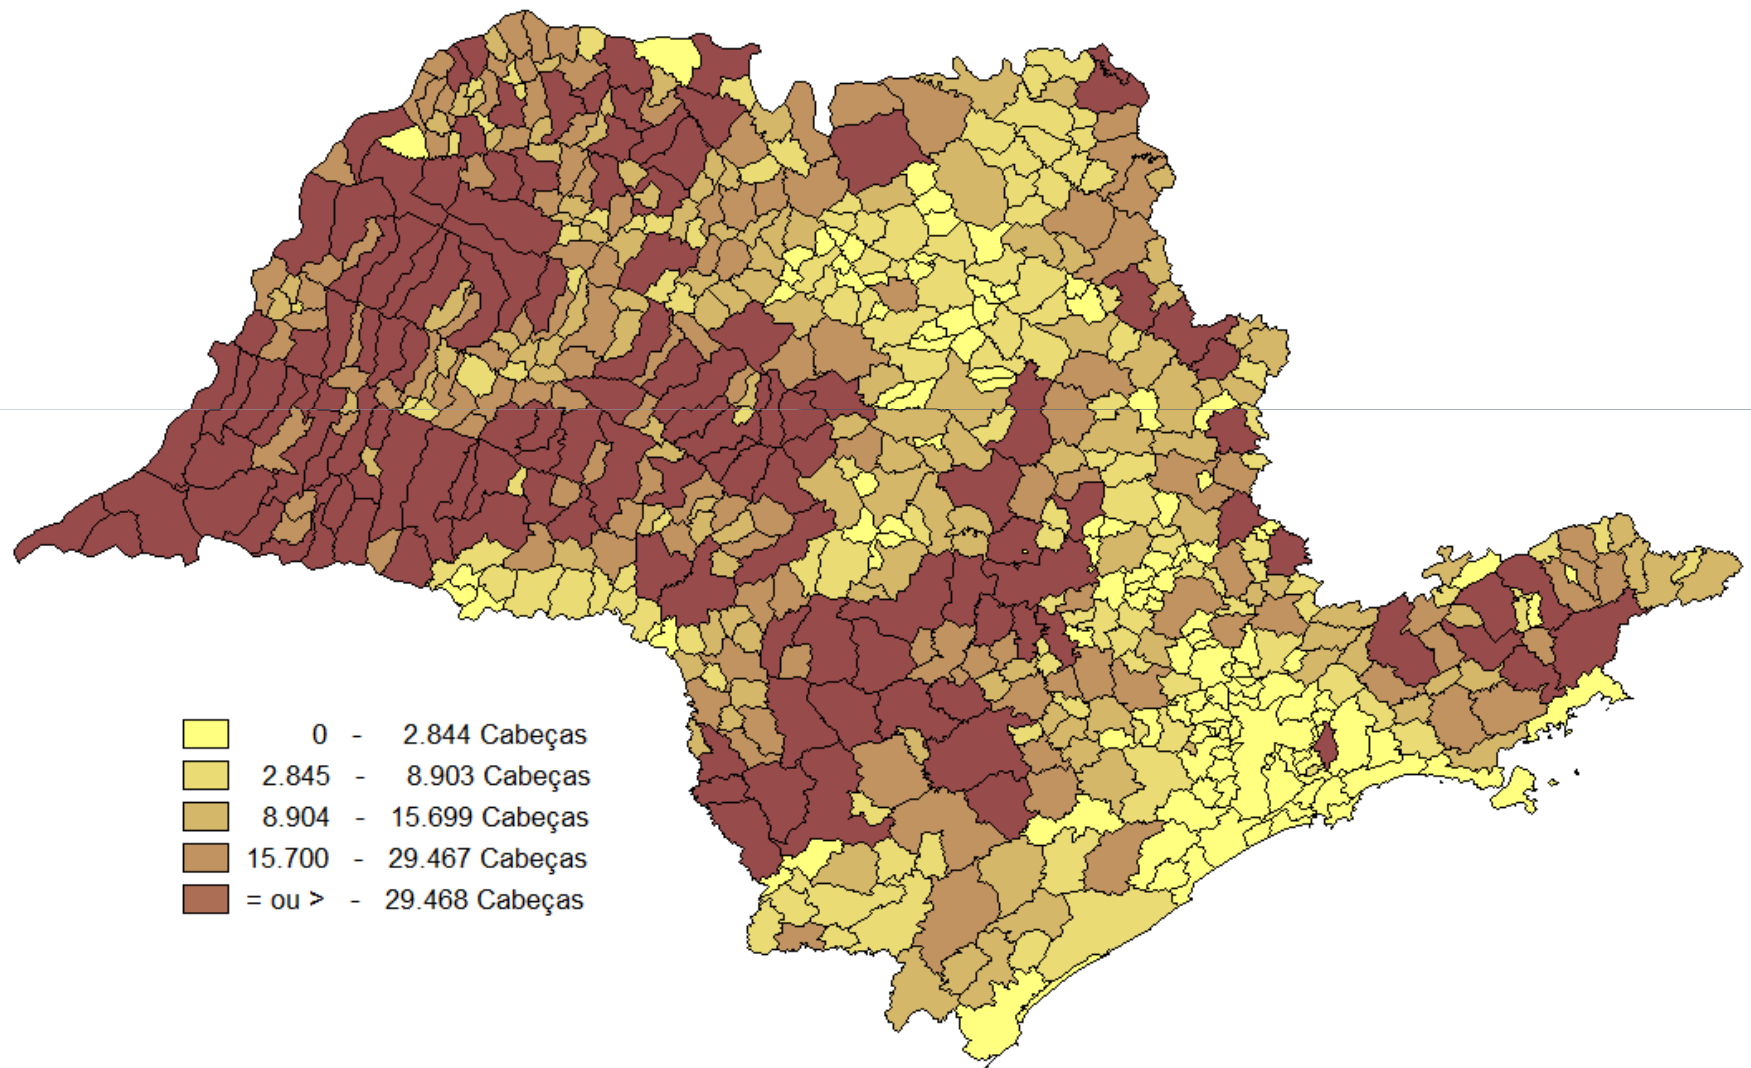 0 - 2.844 Cabeças
2.845 - 8.903 Cabeças
8.904 - 15.699 Cabeças
15.700 - 29.467 Cabeças
= ou > - 29.468 Cabeças